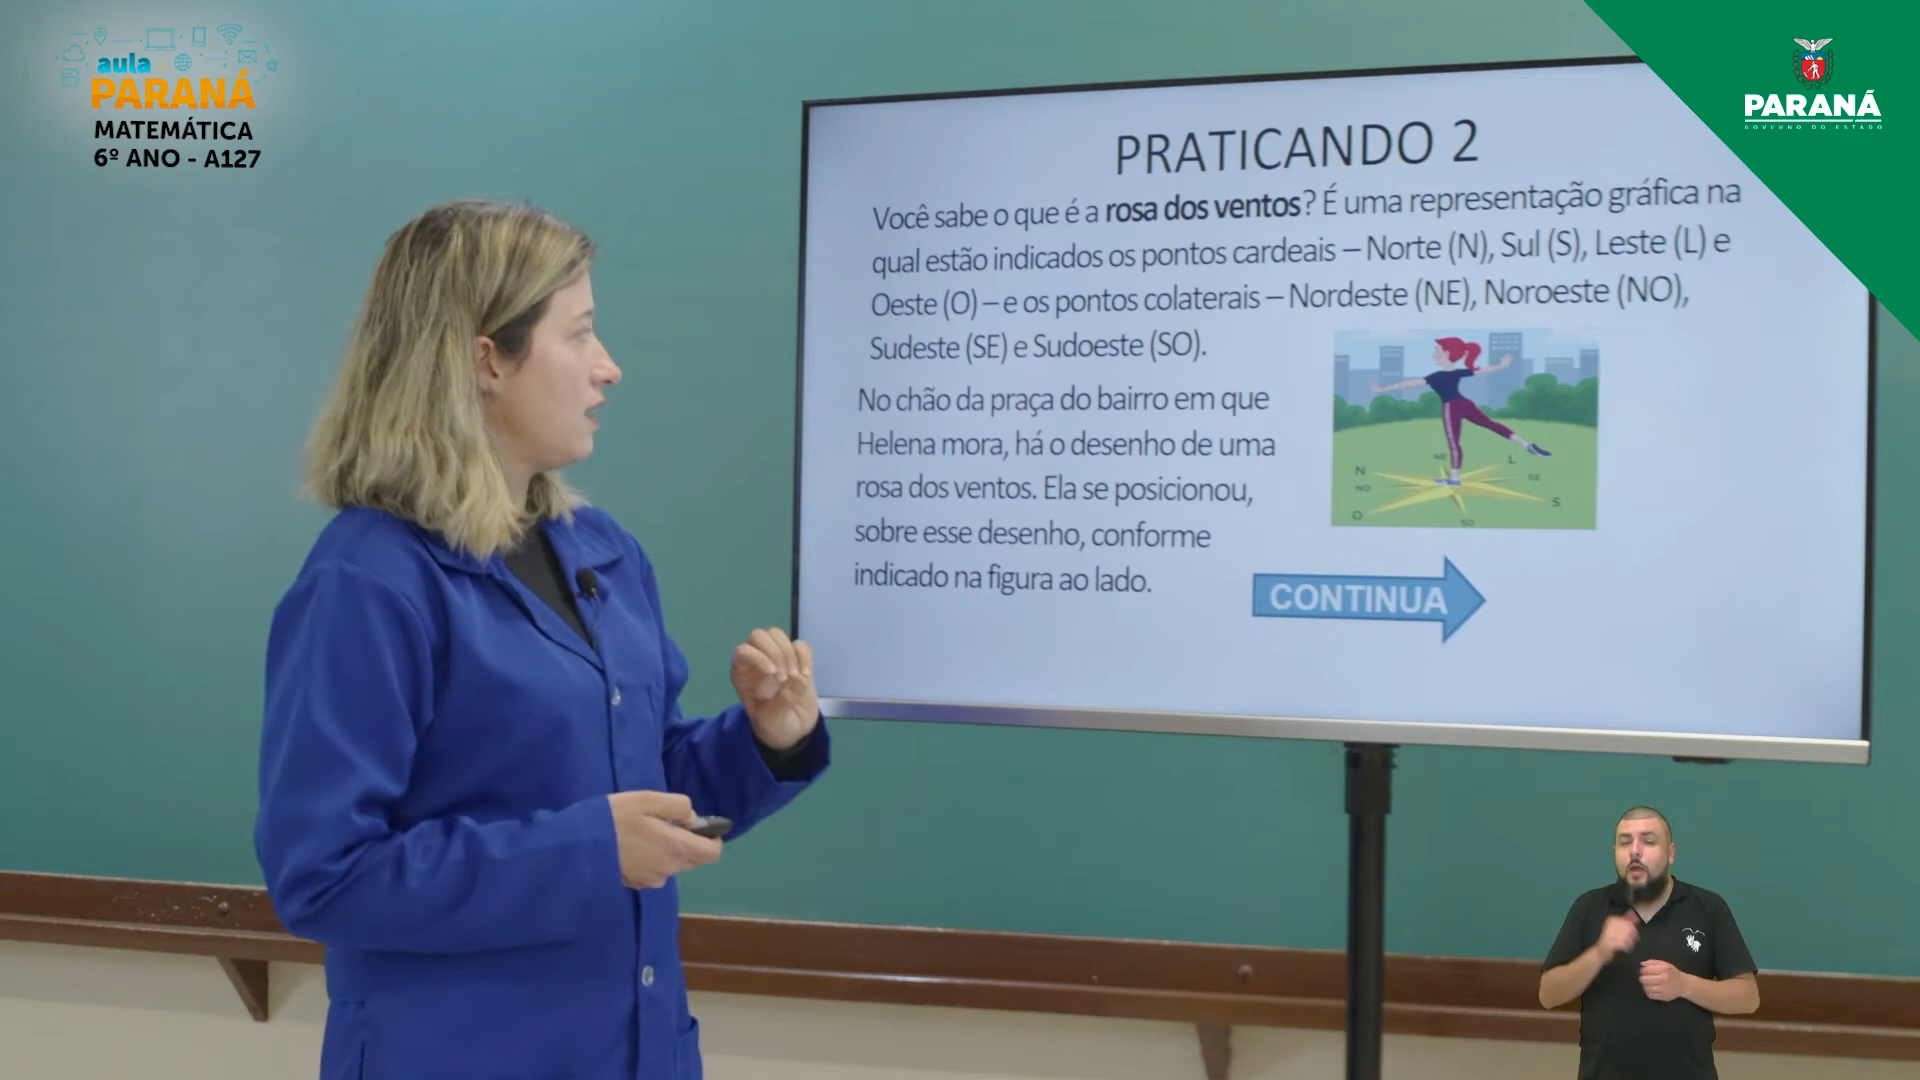 aula
PARANÁ
MATEMÁTICA
6º ANO - A127
PARANÁ
GOVERNO DO ESTADO
PRATICANDO 2
Você sabe o que é a rosa dos ventos? É uma representação gráfica na
qual estão indicados os pontos cardeais – Norte (N), Sul (S), Leste (L) e
Oeste (O) – e os pontos colaterais – Nordeste (NE), Noroeste (NO),
Sudeste (SE) e Sudoeste (SO).
No chão da praça do bairro em que
Helena mora, há o desenho de uma
rosa dos ventos. Ela se posicionou,
sobre esse desenho, conforme
indicado na figura ao lado.
NE
L
N
SE
NO
S
O
SO
CONTINUA